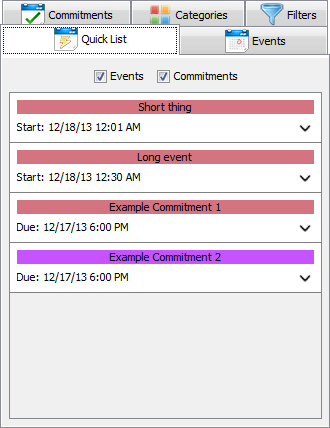 Commitments
Categories
Filters
Quick List
Events
Events
Commitments
Short thing
Start: 12/18/13 12:01 AM
Long event
Start: 12/18/13 12:30 AM
Example Commitment 1
Due: 12/17/13 6:00 PM
Example Commitment 2
Due: 12/17/13 6:00 PM